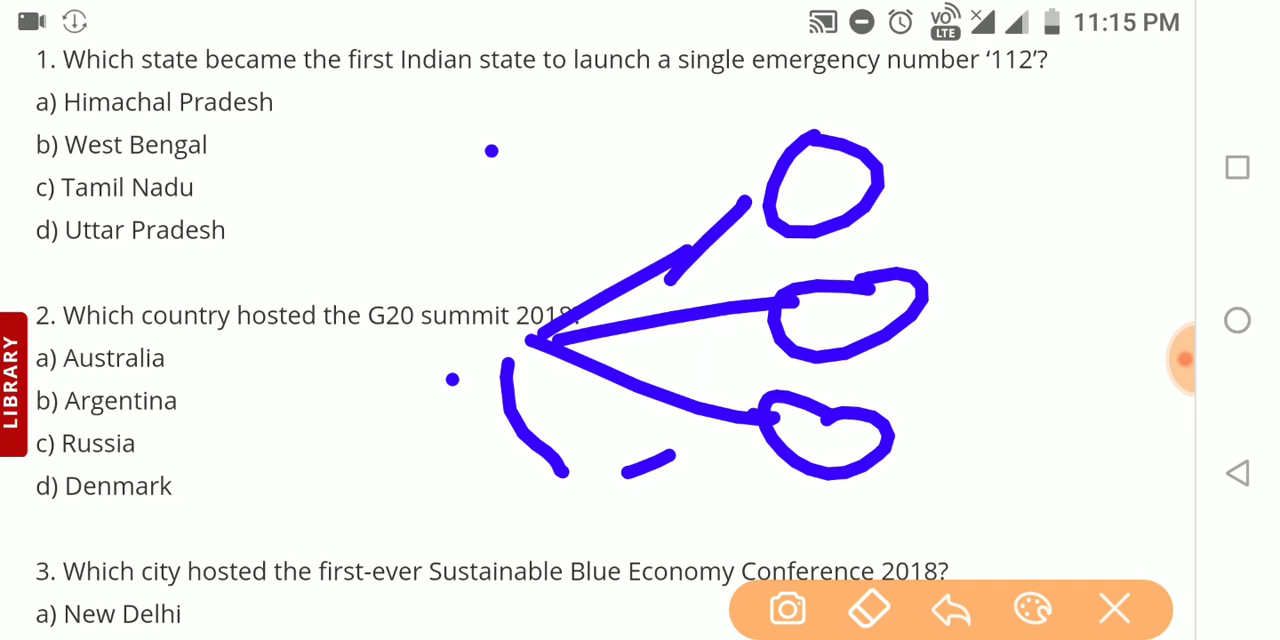 VO LTE 11:15 PM
1. Which state became the first Indian state to launch a single emergency number ‘112’?
a) Himachal Pradesh
b) West Bengal
c) Tamil Nadu
d) Uttar Pradesh
2. Which country hosted the G20 summit 2018?
LIBRARY
a) Australia
b) Argentina
c) Russia
d) Denmark
3. Which city hosted the first-ever Sustainable Blue Economy Conference 2018?
a) New Delhi